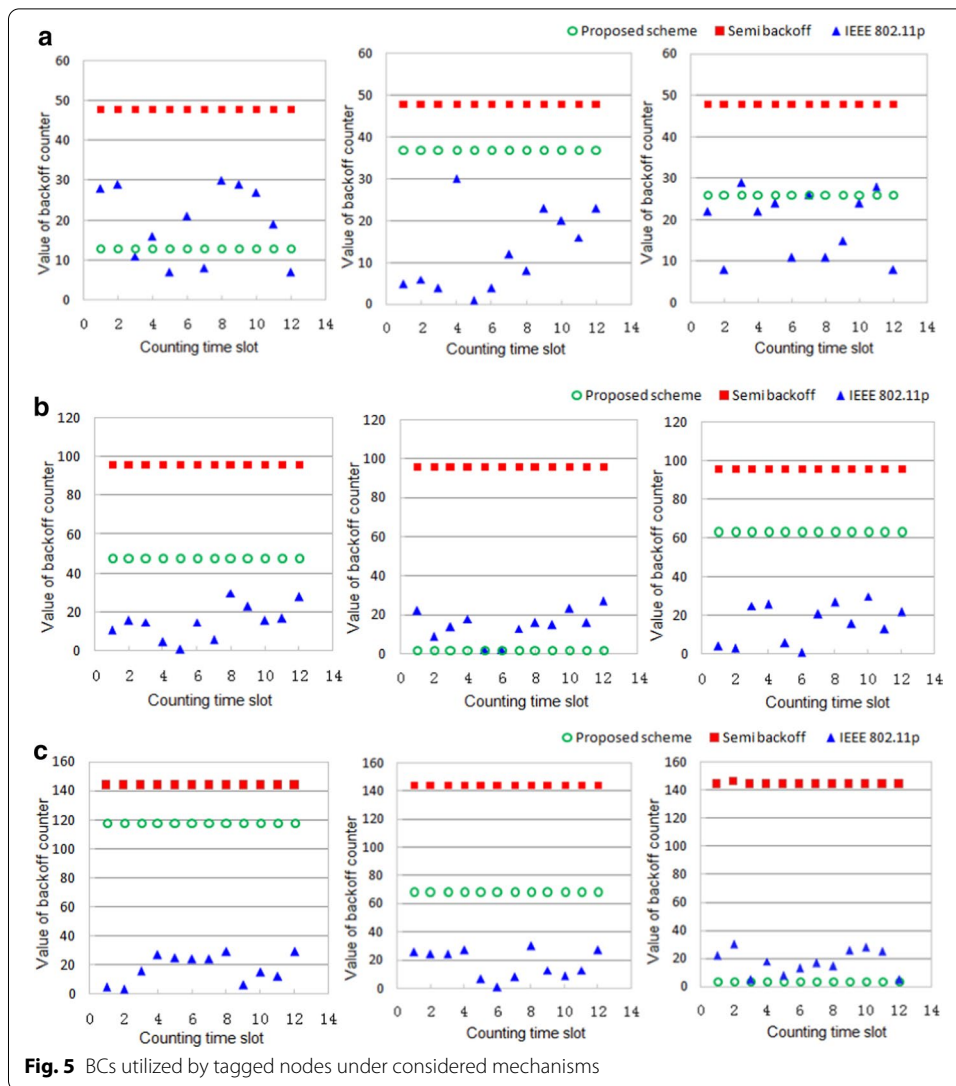 a
Proposed scheme Semi backoff IEEE 802.11p
Value of backoff counter
60
50
40
30
20
10
0
0 2 4 6 8 10 12 14
Counting time slot
Value of backoff counter
60
50
40
30
20
10
0
0 2 4 6 8 10 12 14
Counting time slot
Value of backoff counter
60
50
40
30
20
10
0
0 2 4 6 8 10 12 14
Counting time slot
b
Proposed scheme Semi backoff IEEE 802.11p
Value of backoff counter
120
100
80
60
40
20
0
0 2 4 6 8 10 12 14
Counting time slot
Value of backoff counter
120
100
80
60
40
20
0
0 2 4 6 8 10 12 14
Counting time slot
Value of backoff counter
120
100
80
60
40
20
0
0 2 4 6 8 10 12 14
Counting time slot
c
Proposed scheme Semi backoff IEEE 802.11p
Value of backoff counter
160
140
120
100
80
60
40
20
0
0 2 4 6 8 10 12 14
Counting time slot
Value of backoff counter
160
140
120
100
80
60
40
20
0
0 2 4 6 8 10 12 14
Counting time slot
Value of backoff counter
160
140
120
100
80
60
40
20
0
0 2 4 6 8 10 12 14
Counting time slot
Fig. 5 BCs utilized by tagged nodes under considered mechanisms